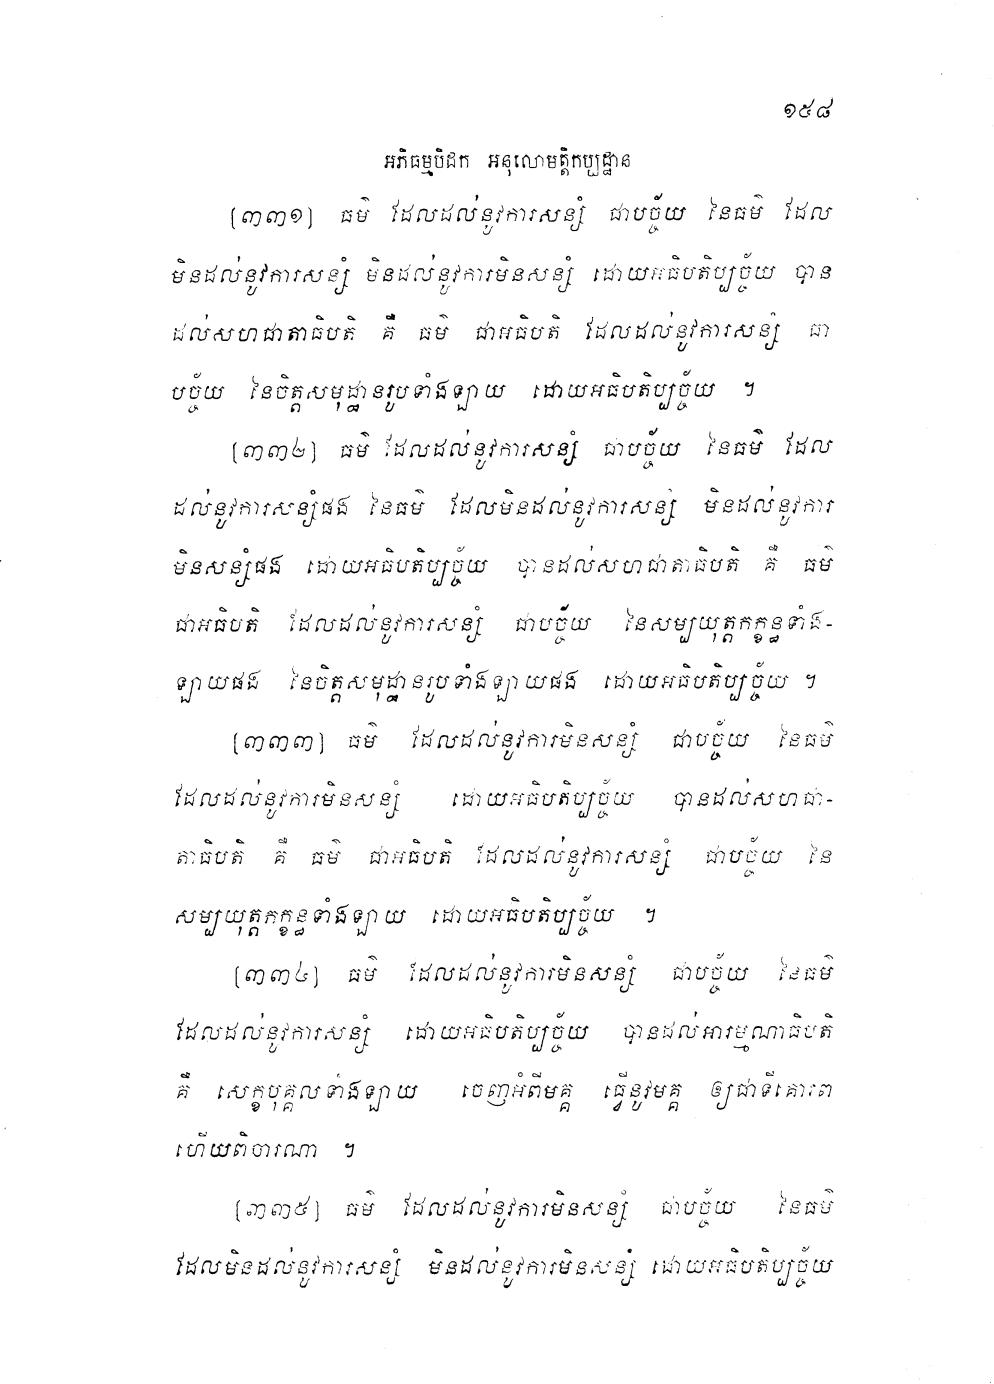 ១៥៨
អភិធម្មបិដក អនុលោមត្តិកប្បដ្ឋាន
[៣៣១] ធម៌ ដែលដល់នូវការសន្សំ ជាបច្ច័យ នៃធម៌ ដែល
មិនដល់នូវការសន្សំ មិនដល់នូវការមិនសន្សំ ដោយអធិបតិប្បច្ច័យ បាន
ដល់សហជាតាធិបតិ គឺ ធម៌ ជាអធិបតិ ដែលដល់នូវការសន្សំ ជា
បច្ច័យ នៃចិត្តសមុដ្ឋានរូបទាំងឡាយ ដោយអធិបតិប្បច្ច័យ ។
[៣៣២] ធម៌ ដែលដល់នូវការសន្សំ ជាបច្ច័យ នៃធម៌ ដែល
ដល់នូវការសន្សំផង នៃធម៌ ដែលមិនដល់នូវការសន្សំ មិនដល់នូវការ
មិនសន្សំផង ដោយអធិបតិប្បច្ច័យ បានដល់សហជាតាធិបតិ គឺ ធម៌
ជាអធិបតិ ដែលដល់នូវការសន្សំ ជាបច្ច័យ នៃសម្បយុត្តកក្ខន្ធទាំង-
ឡាយផង នៃចិត្តសមុដ្ឋានរូបទាំងឡាយផង ដោយអធិបតិប្បច្ច័យ ។
[៣៣៣] ធម៌ ដែលដល់នូវការមិនសន្សំ ជាបច្ច័យ នៃធម៌
ដែលដល់នូវការមិនសន្សំ ដោយអធិបតិប្បច្ច័យ បានដល់សហជា-
តាធិបតិ គឺ ធម៌ ជាអធិបតិ ដែលដល់នូវការសន្សំ ជាបច្ច័យ នៃ
សម្បយុត្តកក្ខន្ធទាំងឡាយ ដោយអធិបតិប្បច្ច័យ ។
[៣៣៤] ធម៌ ដែលដល់នូវការមិនសន្សំ ជាបច្ច័យ នៃធម៌
ដែលដល់នូវការសន្សំ ដោយអធិបតិប្បច្ច័យ បានដល់អារម្មណាធិបតិ
គឺ សេក្ខបុគ្គលទាំងឡាយ ចេញអំពីមគ្គ ធ្វើនូវមគ្គ ឲ្យជាទីគោរព
ហើយពិចារណា ។
[៣៣៥] ធម៌ ដែលដល់នូវការមិនសន្សំ ជាបច្ច័យ នៃធម៌
ដែលមិនដល់នូវការសន្សំ មិនដល់នូវការមិនសន្សំ ដោយអធិបតិប្បច្ច័យ